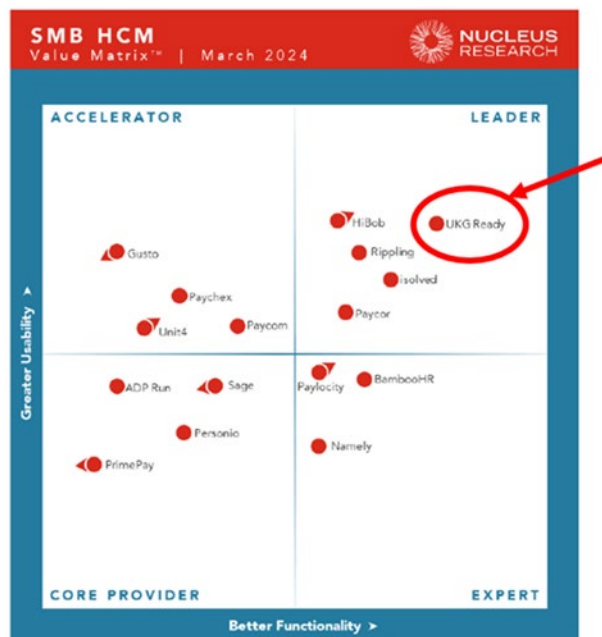 SMB HCM
Value Matrix™ | March 2024
NUCLEUS
RESEARCH
ACCELERATOR
LEADER
HiBob
UKG Ready
Gusto
Rippling
isolved
Paychex
Paycor
Unit4
Paycom
Greater Usability >
ADP Run
Sage
Paylocity
BambooHR
Personio
Namely
PrimePay
CORE PROVIDER
EXPERT
Better Functionality >